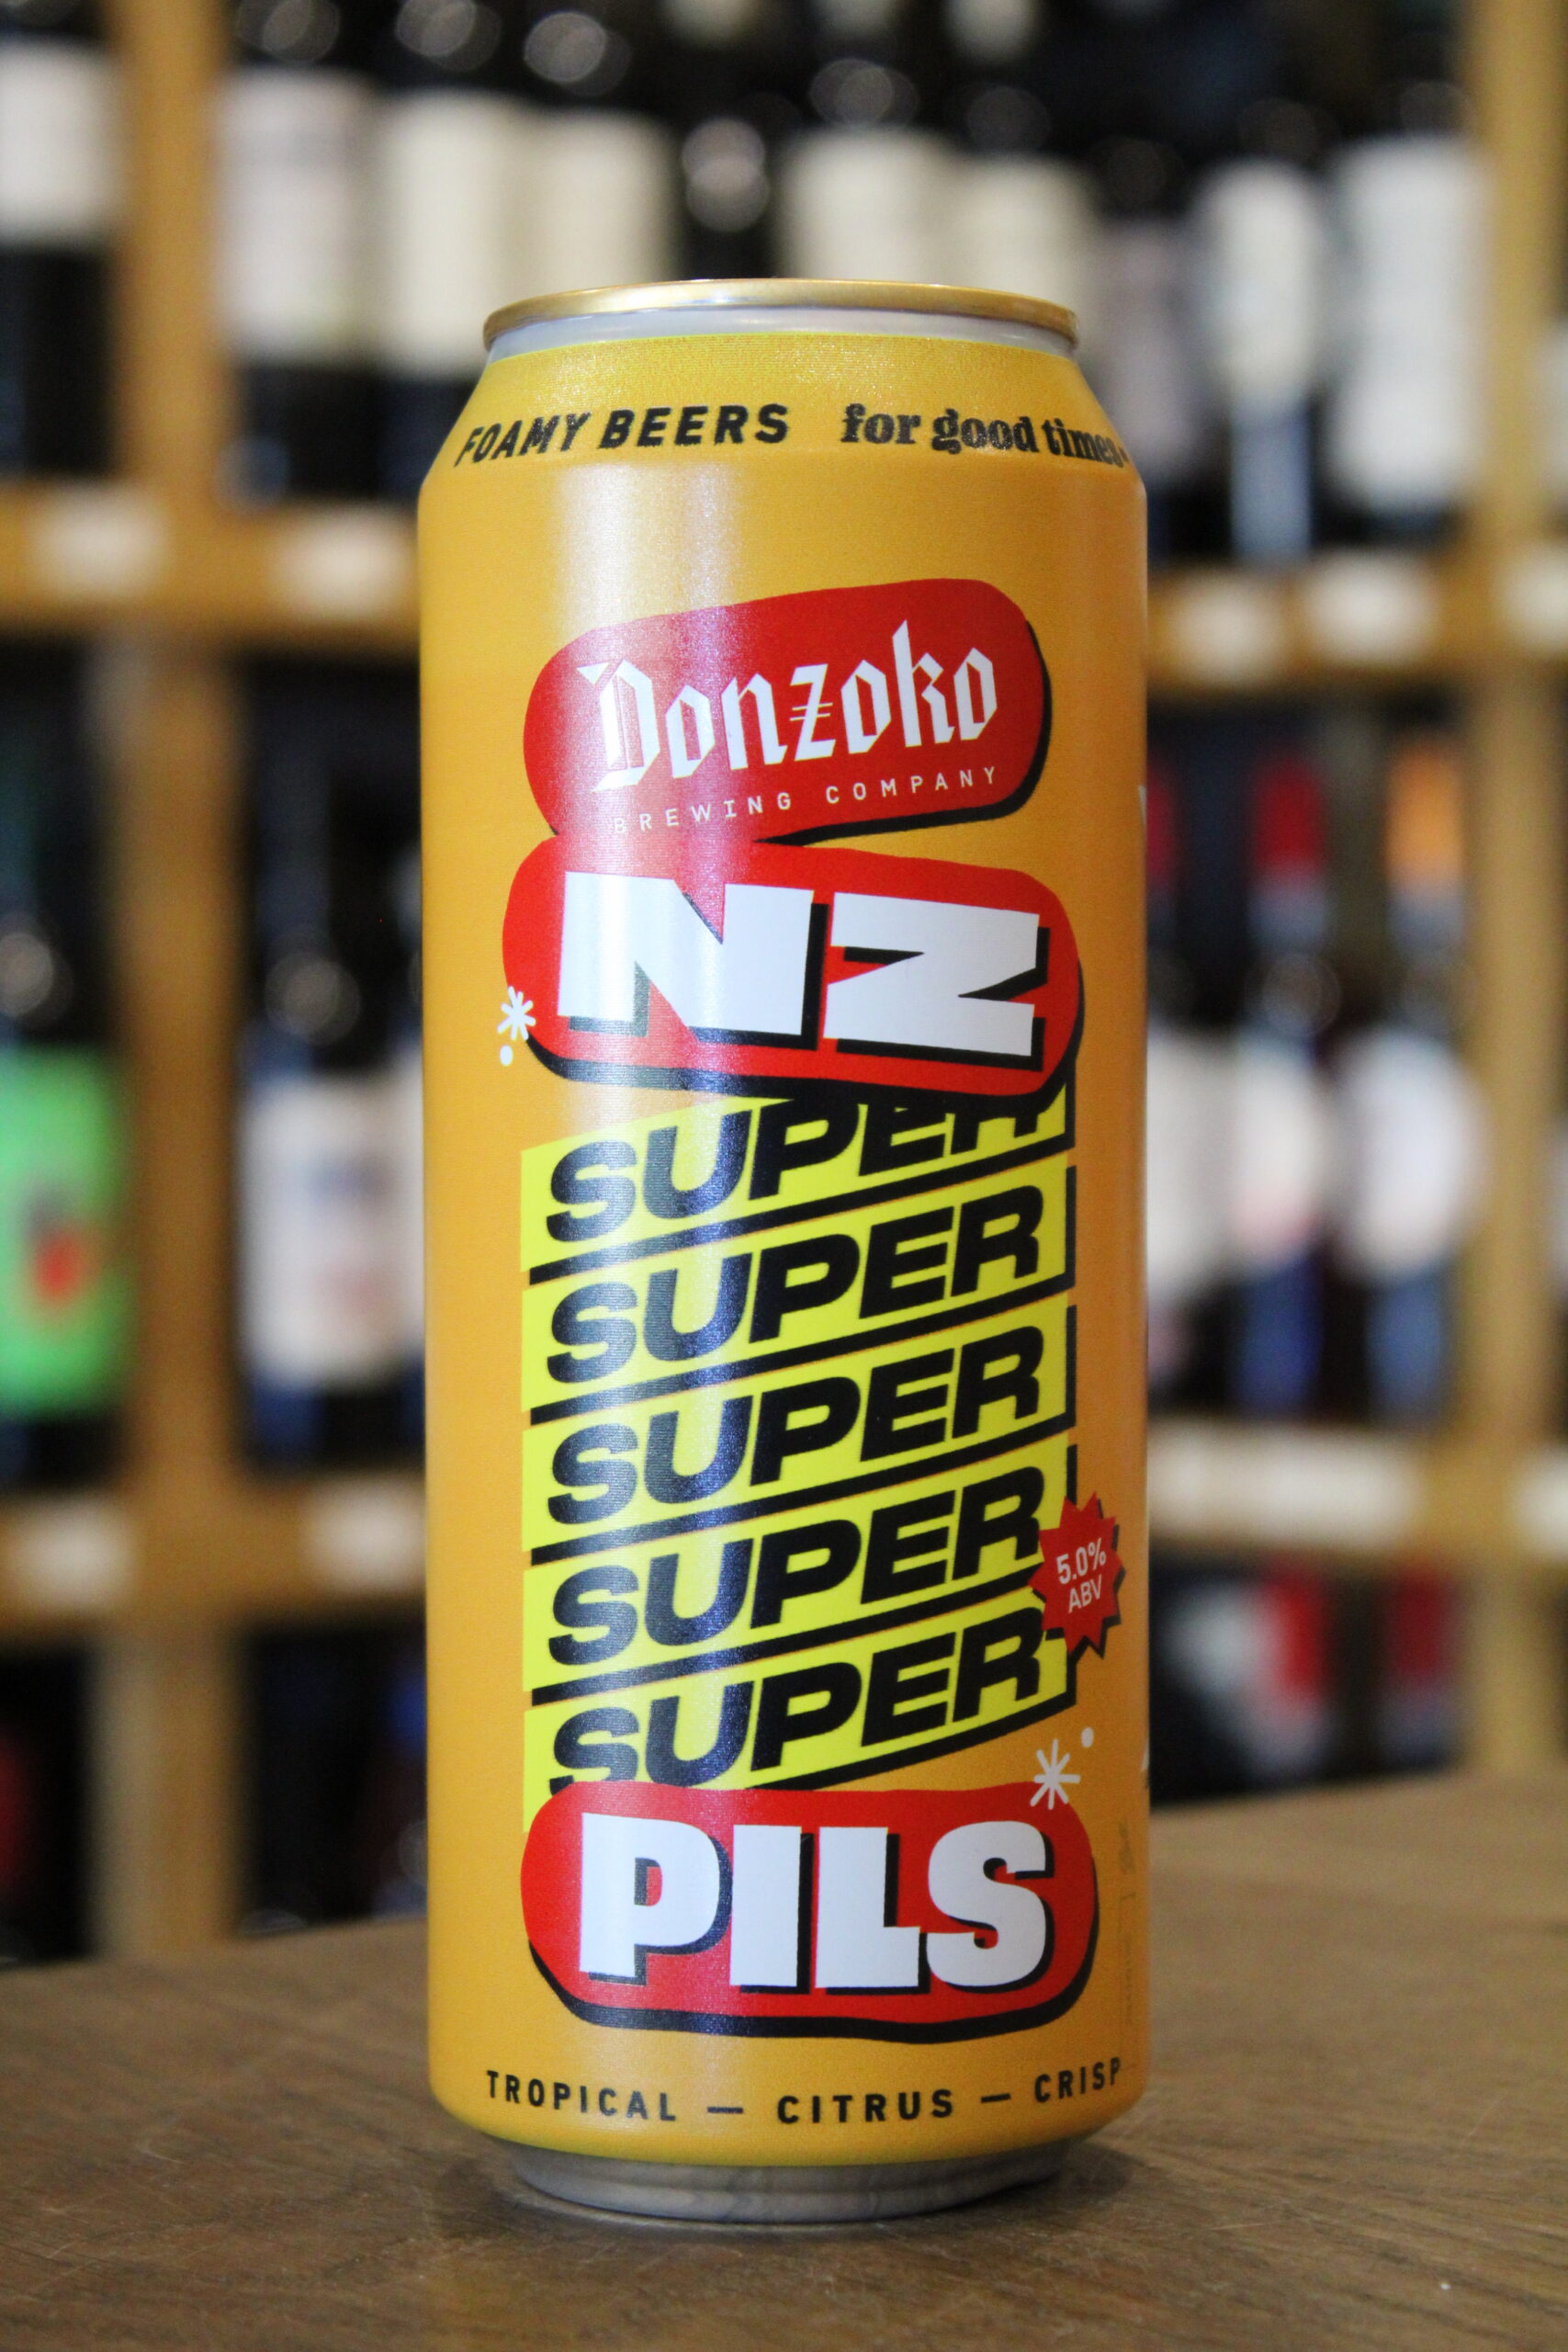 FOAMY BEERS for good times.
Donzoko
BREWING COMPANY
NZ
SUPER
SUPER
SUPER
SUPER
SUPER
5.0%
ABV
PILS
TROPICAL — CITRUS — CRISP